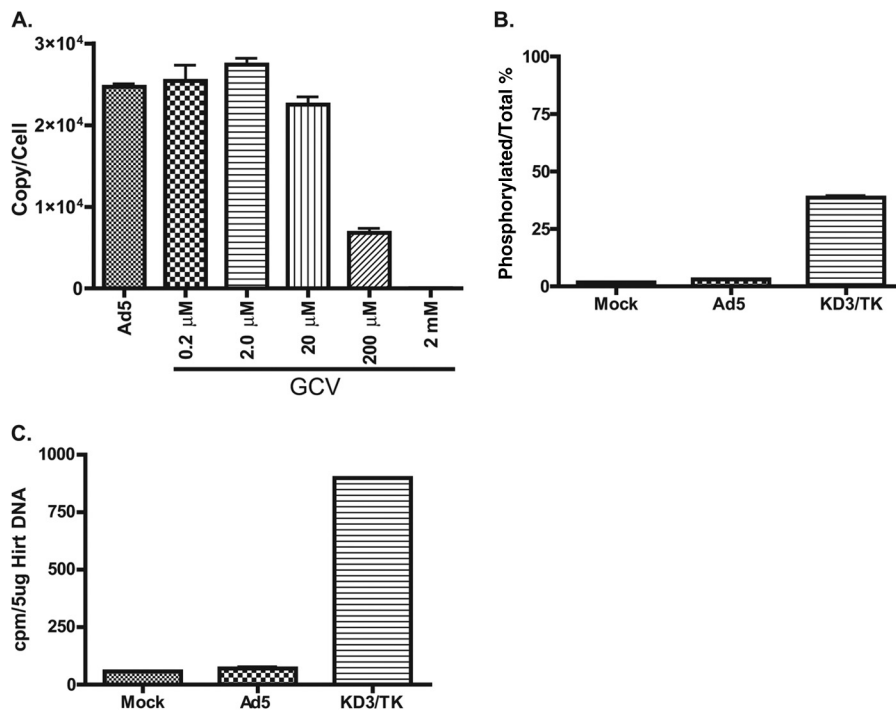 A.
Copy/Cell
3×10⁴
2×10⁴
1×10⁴
0
Ad5
0.2 μM
2.0 μM
20 μM
200 μM
2 mM
GCV
B.
Phosphorylated/Total %
100
75
50
25
0
Mock
Ad5
KD3/TK
C.
cpm/5ug Hirt DNA
1000
750
500
250
0
Mock
Ad5
KD3/TK